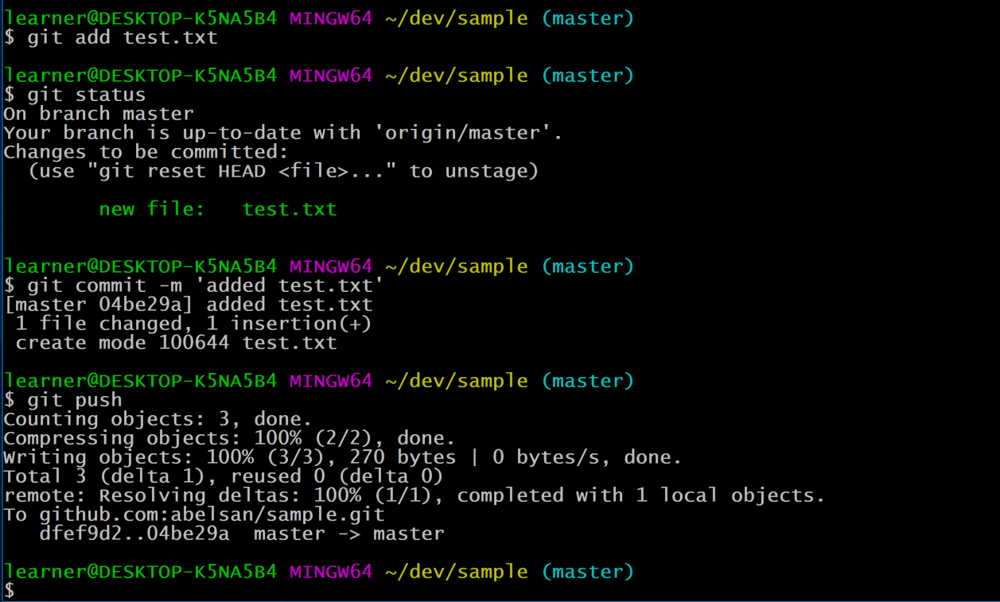 learner@DESKTOP-K5NA5B4 MINGW64 ~/dev/sample (master)
$ git add test.txt

learner@DESKTOP-K5NA5B4 MINGW64 ~/dev/sample (master)
$ git status
On branch master
Your branch is up-to-date with 'origin/master'.
Changes to be committed:
  (use "git reset HEAD <file>..." to unstage)

        new file:   test.txt


learner@DESKTOP-K5NA5B4 MINGW64 ~/dev/sample (master)
$ git commit -m 'added test.txt'
[master 04be29a] added test.txt
 1 file changed, 1 insertion(+)
 create mode 100644 test.txt

learner@DESKTOP-K5NA5B4 MINGW64 ~/dev/sample (master)
$ git push
Counting objects: 3, done.
Compressing objects: 100% (2/2), done.
Writing objects: 100% (3/3), 270 bytes | 0 bytes/s, done.
Total 3 (delta 1), reused 0 (delta 0)
remote: Resolving deltas: 100% (1/1), completed with 1 local objects.
To github.com:abelsan/sample.git
   dfef9d2..04be29a  master -> master

learner@DESKTOP-K5NA5B4 MINGW64 ~/dev/sample (master)
$